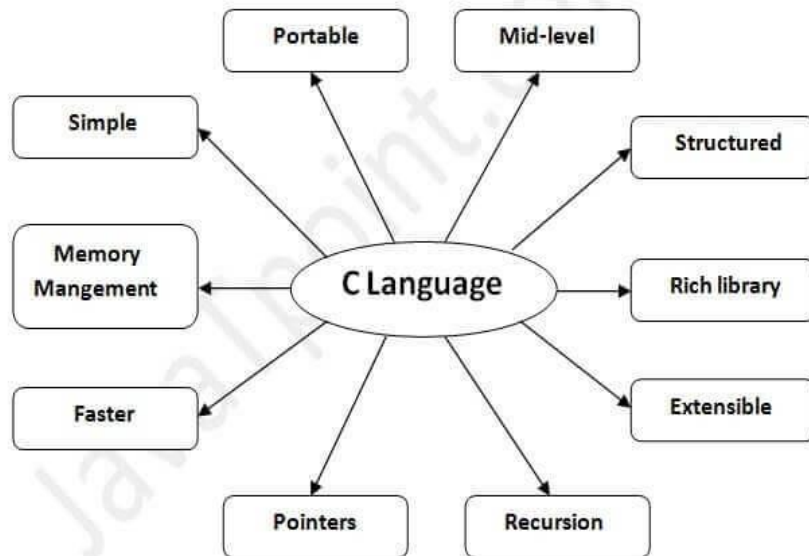 Portable
Mid-level
Simple
Structured
Memory
Mangement
C Language
Rich library
Faster
Extensible
Pointers
Recursion